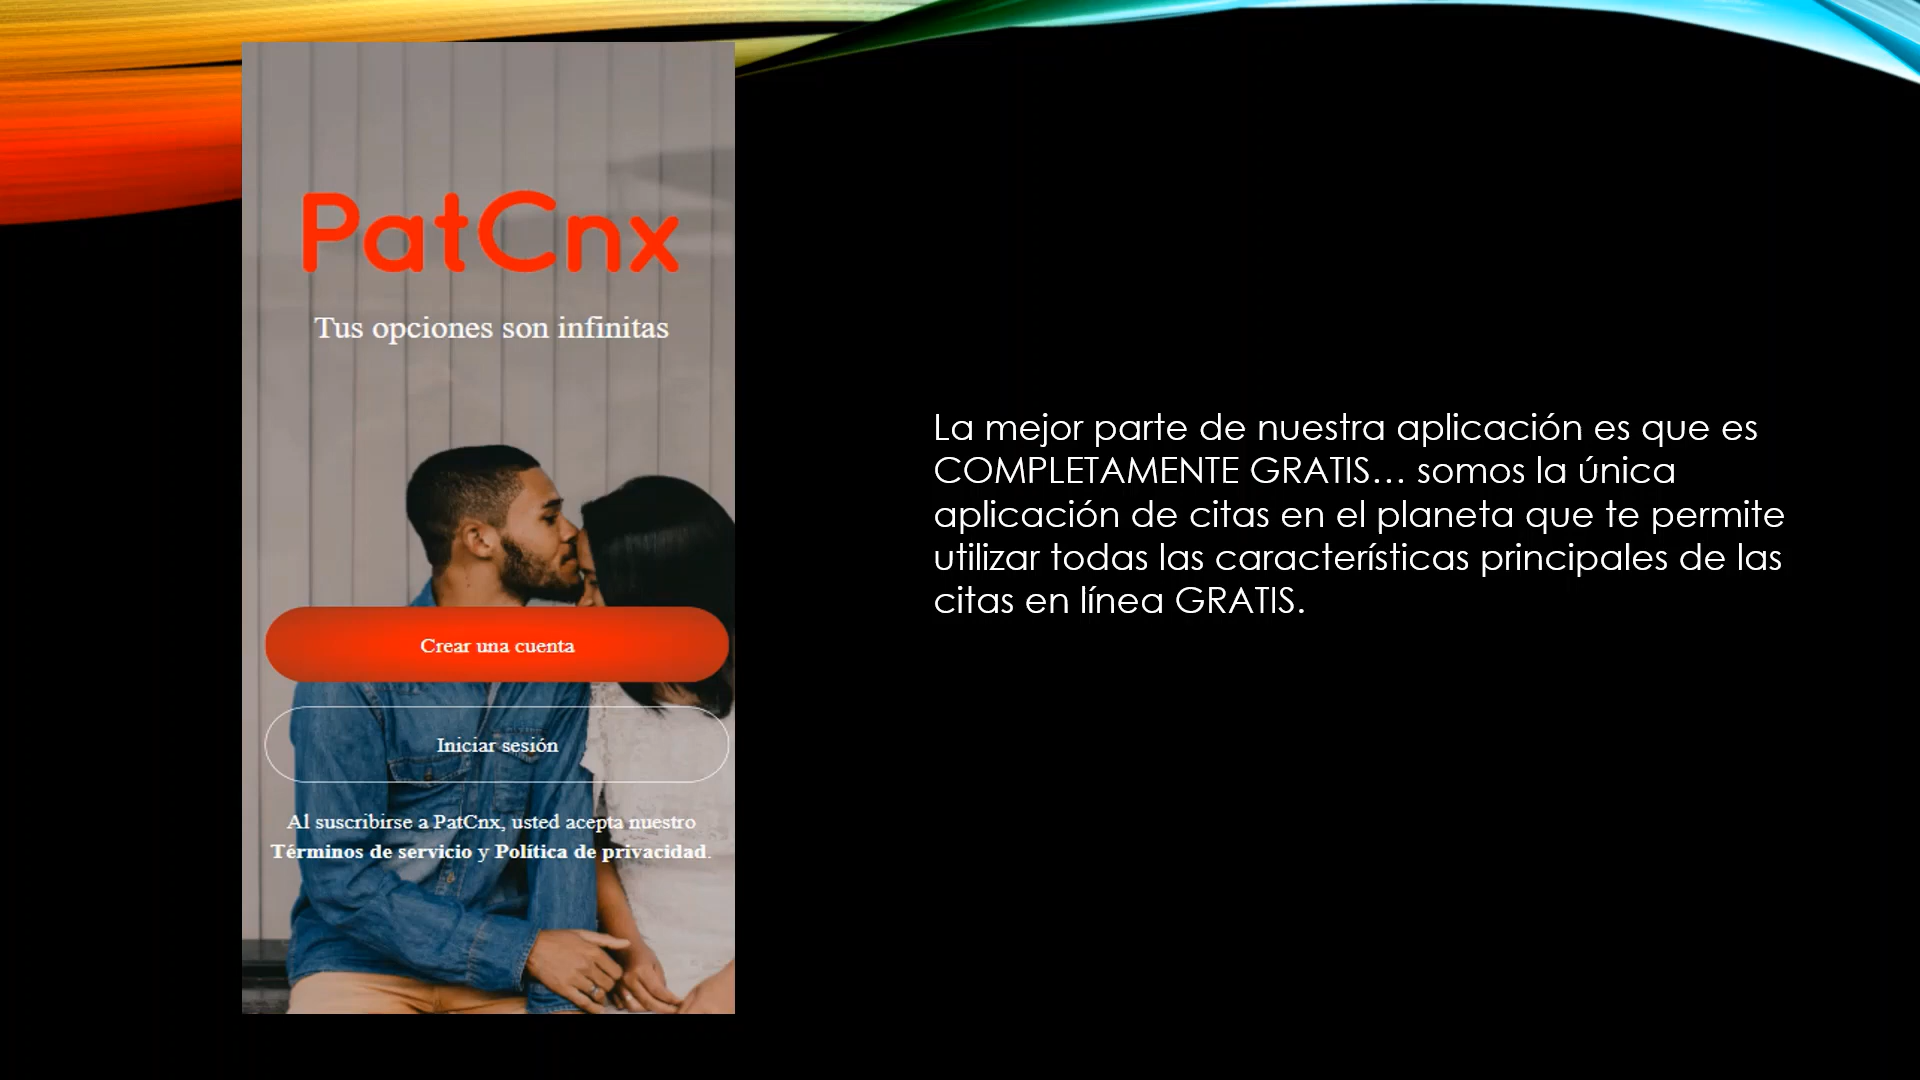 PatCnx
Tus opciones son infinitas
Crear una cuenta
Iniciar sesión
Al suscribirse a PatCnx, usted acepta nuestro
Términos de servicio y Política de privacidad.
La mejor parte de nuestra aplicación es que es
COMPLETAMENTE GRATIS… somos la única
aplicación de citas en el planeta que te permite
utilizar todas las características principales de las
citas en línea GRATIS.